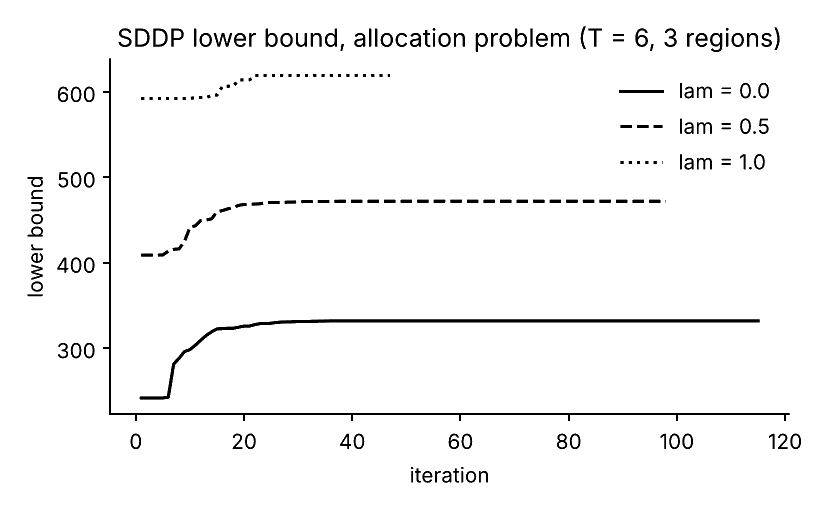 SDDP lower bound, allocation problem (T = 6, 3 regions)
600
500
400
300
lower bound
lam = 0.0
lam = 0.5
lam = 1.0
0 20 40 60 80 100 120
iteration